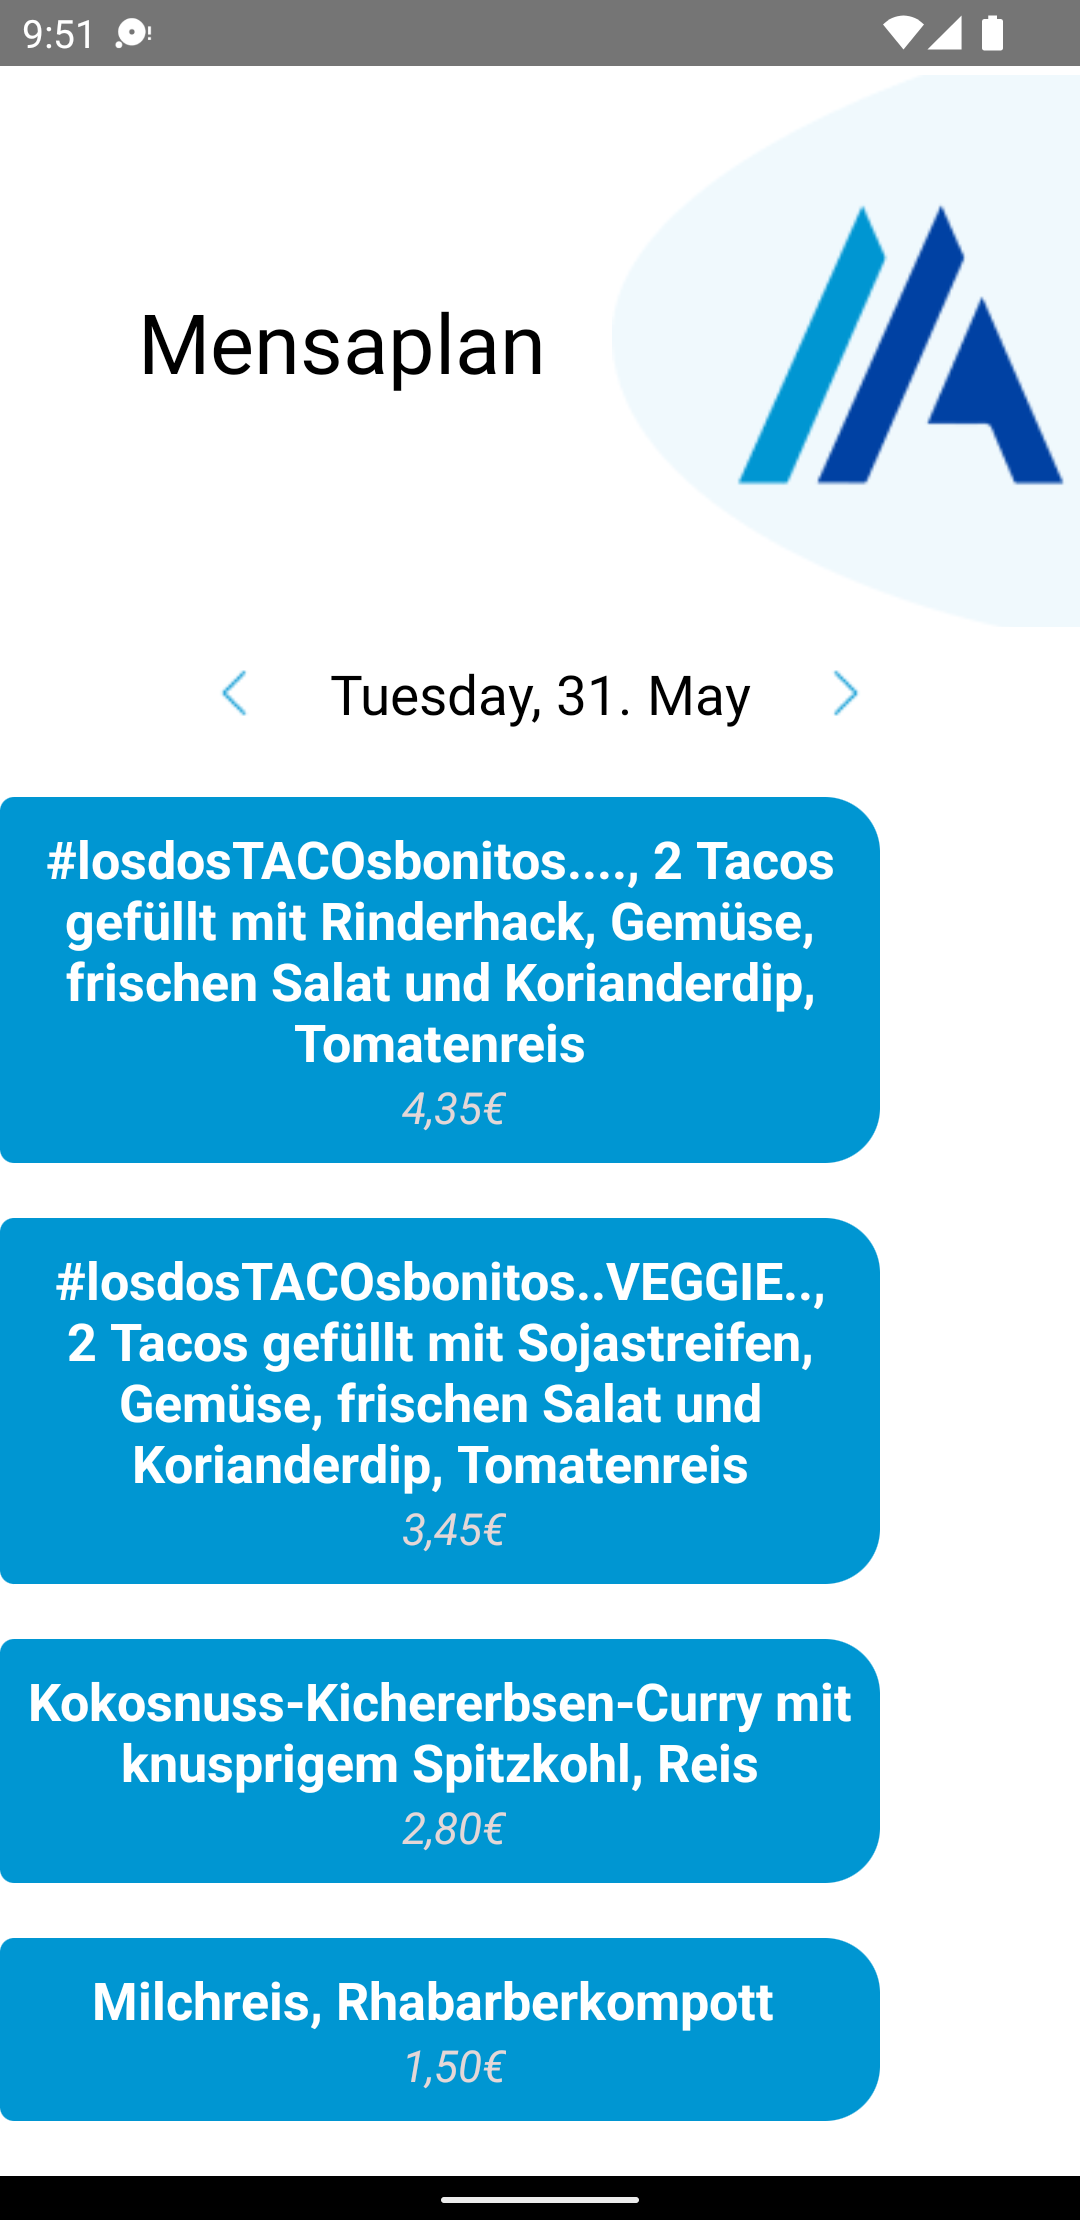 9:51
Mensaplan
Tuesday, 31. May
#losdosTACOsbonitos...., 2 Tacos
gefüllt mit Rinderhack, Gemüse,
frischen Salat und Korianderdip,
Tomatenreis
4,35€
#losdosTACOsbonitos..VEGGIE..,
2 Tacos gefüllt mit Sojastreifen,
Gemüse, frischen Salat und
Korianderdip, Tomatenreis
3,45€
Kokosnuss-Kichererbsen-Curry mit
knusprigem Spitzkohl, Reis
2,80€
Milchreis, Rhabarberkompott
1,50€